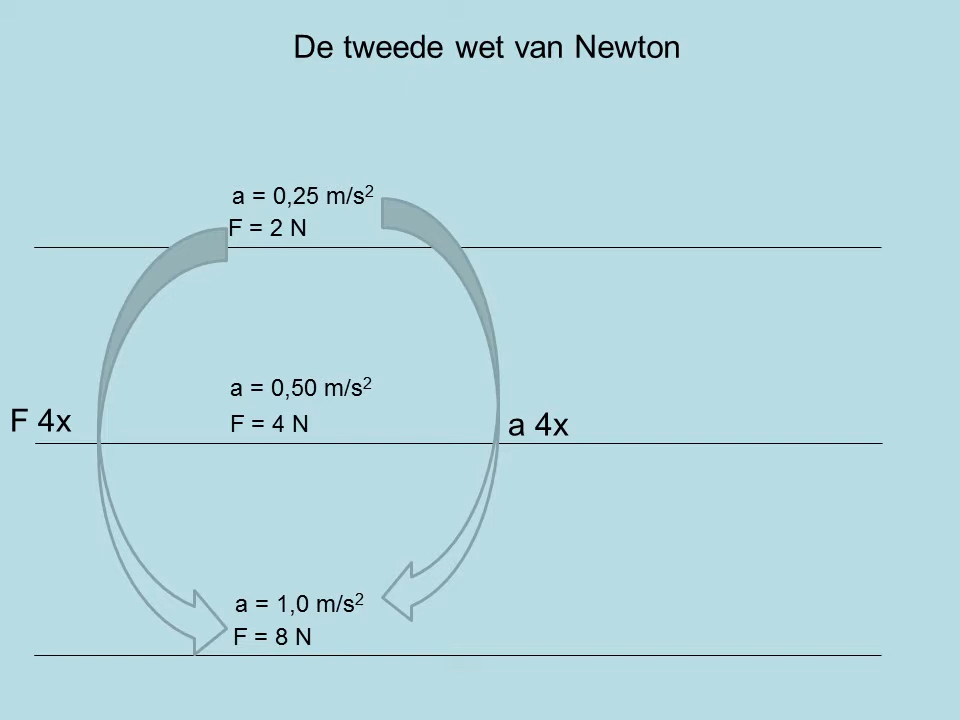 De tweede wet van Newton
a = 0,25 m/s²
F = 2 N
a = 0,50 m/s²
F 4x
F = 4 N
a 4x
a = 1,0 m/s²
F = 8 N